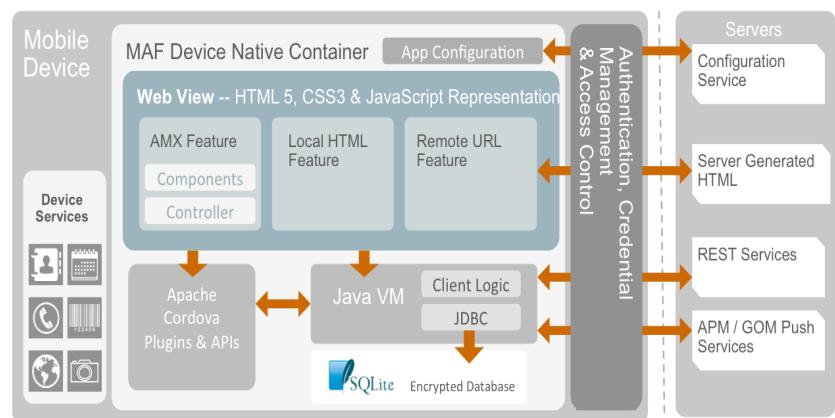 Mobile
Device
MAF Device Native Container
App Configuration
Web View -- HTML 5, CSS3 & JavaScript Representation
AMX Feature
Components
Controller
Local HTML
Feature
Remote URL
Feature
Device
Services
123456
Apache
Cordova
Plugins & APIs
Java VM
Client Logic
JDBC
SQLite
Encrypted Database
Authentication, Credential
Management
& Access Control
Servers
Configuration
Service
Server Generated
HTML
REST Services
APM / GOM Push
Services